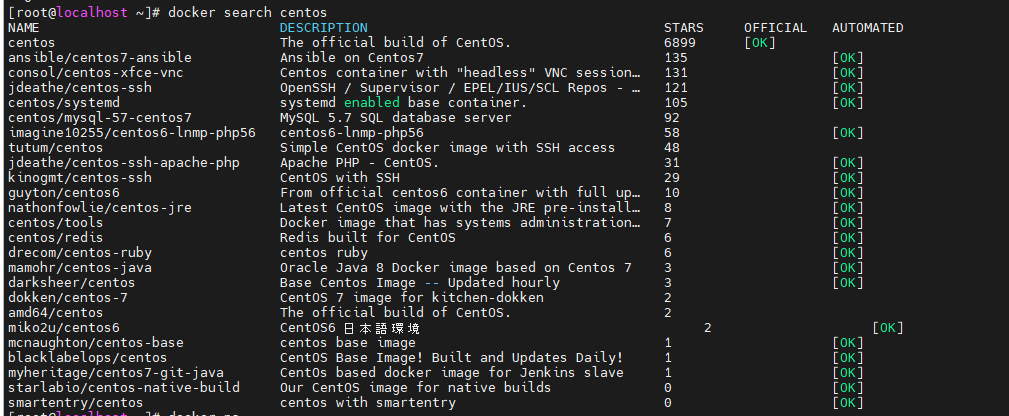 [root@localhost ~]# docker search centos
NAME DESCRIPTION STARS OFFICIAL AUTOMATED
centos The official build of CentOS. 6899 [OK]
ansible/centos7-ansible Ansible on Centos7 135 [OK]
consol/centos-xfce-vnc Centos container with "headless" VNC session… 131 [OK]
jdeathe/centos-ssh OpenSSH / Supervisor / EPEL/IUS/SCL Repos - … 121 [OK]
centos/systemd systemd enabled base container. 105 [OK]
centos/mysql-57-centos7 MySQL 5.7 SQL database server 92
imagine10255/centos6-lnmp-php56 centos6-lnmp-php56 58 [OK]
tutum/centos Simple CentOS docker image with SSH access 48
jdeathe/centos-ssh-apache-php Apache PHP - CentOS. 31 [OK]
kinogmt/centos-ssh CentOS with SSH 29 [OK]
guyton/centos6 From official centos6 container with full up… 10 [OK]
nathonfowlie/centos-jre Latest CentOS image with the JRE pre-install… 8 [OK]
centos/tools Docker image that has systems administration… 7 [OK]
centos/redis Redis built for CentOS 6 [OK]
drecom/centos-ruby centos ruby 6 [OK]
mamohr/centos-java Oracle Java 8 Docker image based on Centos 7 3 [OK]
darksheer/centos Base Centos Image -- Updated hourly 3 [OK]
dokken/centos-7 CentOS 7 image for kitchen-dokken 2
amd64/centos The official build of CentOS. 2
miko2u/centos6 CentOS6 日本語環境 2 [OK]
mcnaughton/centos-base centos base image 1 [OK]
blacklabelops/centos CentOS Base Image! Built and Updates Daily! 1 [OK]
myheritage/centos7-git-java CentOs based docker image for Jenkins slave 1 [OK]
starlabio/centos-native-build Our CentOS image for native builds 0 [OK]
smartentry/centos centos with smartentry 0 [OK]